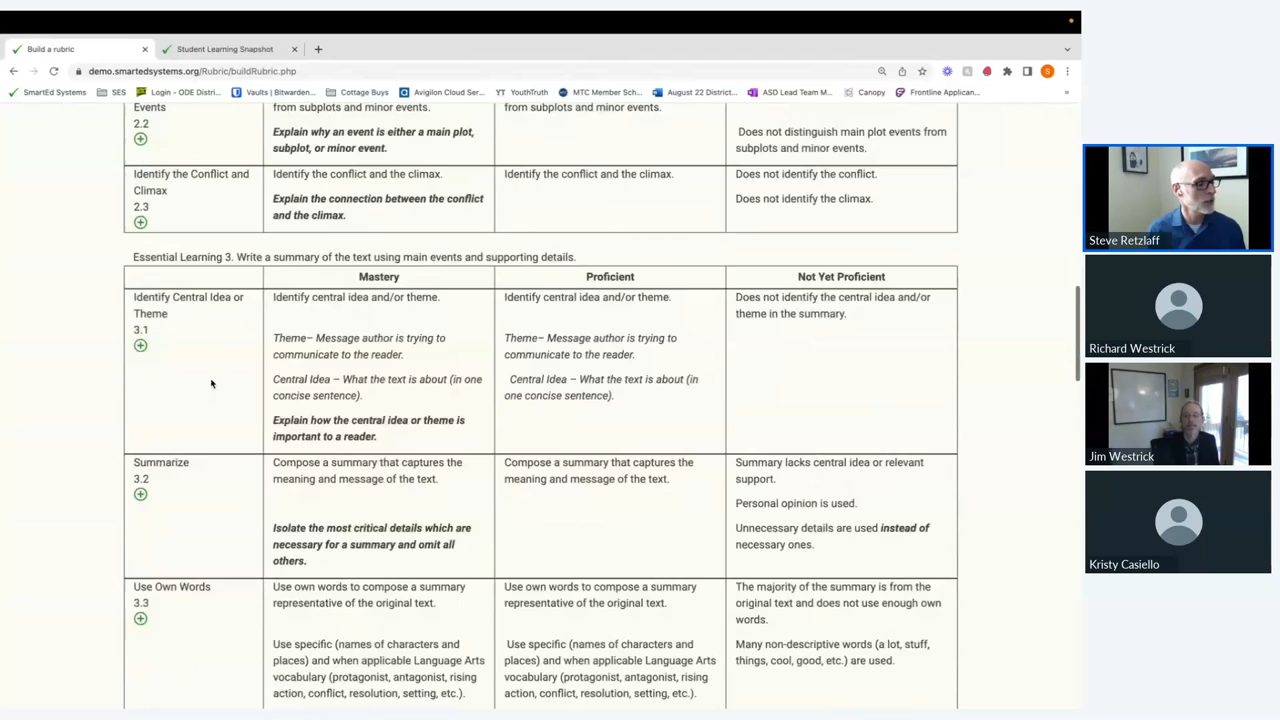 Build a rubric
Student Learning Snapshot
demo.smartedsystems.org/Rubric/buildRubric.php
SmartEd Systems
SES
Login - ODE Distri...
Vaults | Bitwarden...
Cottage Buys
Avigilon Cloud Ser...
YT YouthTruth
MTC Member Sch...
August 22 District...
ASD Lead Team M...
Canopy
Frontline Applican...
»
Events
2.2
from subplots and minor events.
Explain why an event is either a main plot,
subplot, or minor event.
from subplots and minor events.
Does not distinguish main plot events from
subplots and minor events.
Identify the Conflict and
Climax
2.3
Identify the conflict and the climax.
Explain the connection between the conflict
and the climax.
Identify the conflict and the climax.
Does not identify the conflict.
Does not identify the climax.
Essential Learning 3. Write a summary of the text using main events and supporting details.
Mastery
Proficient
Not Yet Proficient
Identify Central Idea or
Theme
3.1
Identify central idea and/or theme.
Theme– Message author is trying to
communicate to the reader.
Central Idea – What the text is about (in one
concise sentence).
Explain how the central idea or theme is
important to a reader.
Identify central idea and/or theme.
Theme– Message author is trying to
communicate to the reader.
Central Idea – What the text is about (in
one concise sentence).
Does not identify the central idea and/or
theme in the summary.
Summarize
3.2
Compose a summary that captures the
meaning and message of the text.
Isolate the most critical details which are
necessary for a summary and omit all
others.
Compose a summary that captures the
meaning and message of the text.
Summary lacks central idea or relevant
support.
Personal opinion is used.
Unnecessary details are used instead of
necessary ones.
Use Own Words
3.3
Use own words to compose a summary
representative of the original text.
Use specific (names of characters and
places) and when applicable Language Arts
vocabulary (protagonist, antagonist, rising
action, conflict, resolution, setting, etc.).
Use own words to compose a summary
representative of the original text.
Use specific (names of characters and
places) and when applicable Language Arts
vocabulary (protagonist, antagonist, rising
action, conflict, resolution, setting, etc.).
The majority of the summary is from the
original text and does not use enough own
words.
Many non-descriptive words (a lot, stuff,
things, cool, good, etc.) are used.
S
Steve Retzlaff
Richard Westrick
Jim Westrick
Kristy Casiello